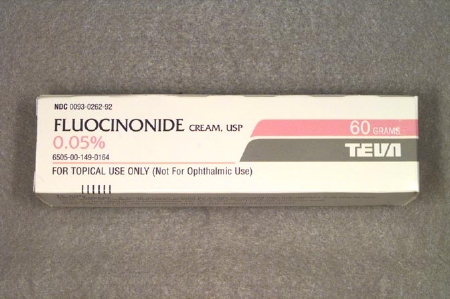 NDC 0093-0262-92
FLUOCINONIDE CREAM, USP
0.05%
60 GRAMS
TEVA
6505-00-149-0164
FOR TOPICAL USE ONLY (Not For Ophthalmic Use)